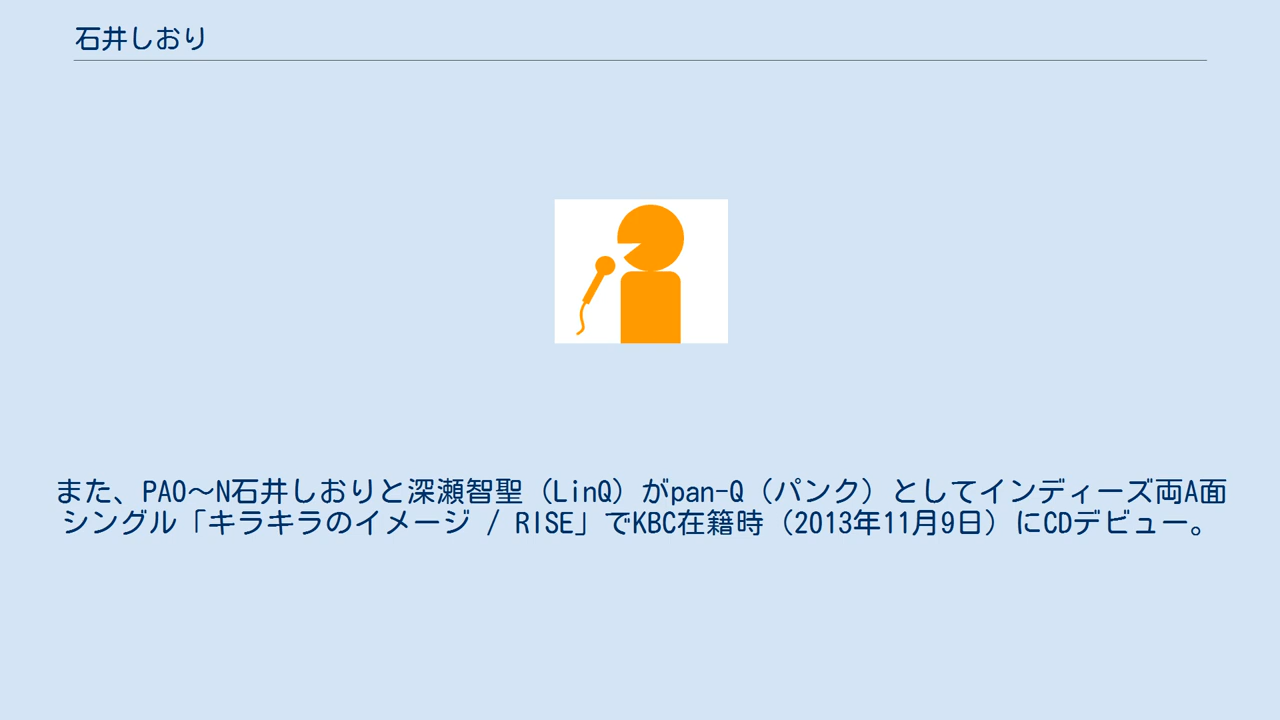 石井しおり
また、PAO～N石井しおりと深瀬智聖（LinQ）がpan-Q（パンク）としてインディーズ両A面
シングル「キラキラのイメージ / RISE」でKBC在籍時（2013年11月9日）にCDデビュー。